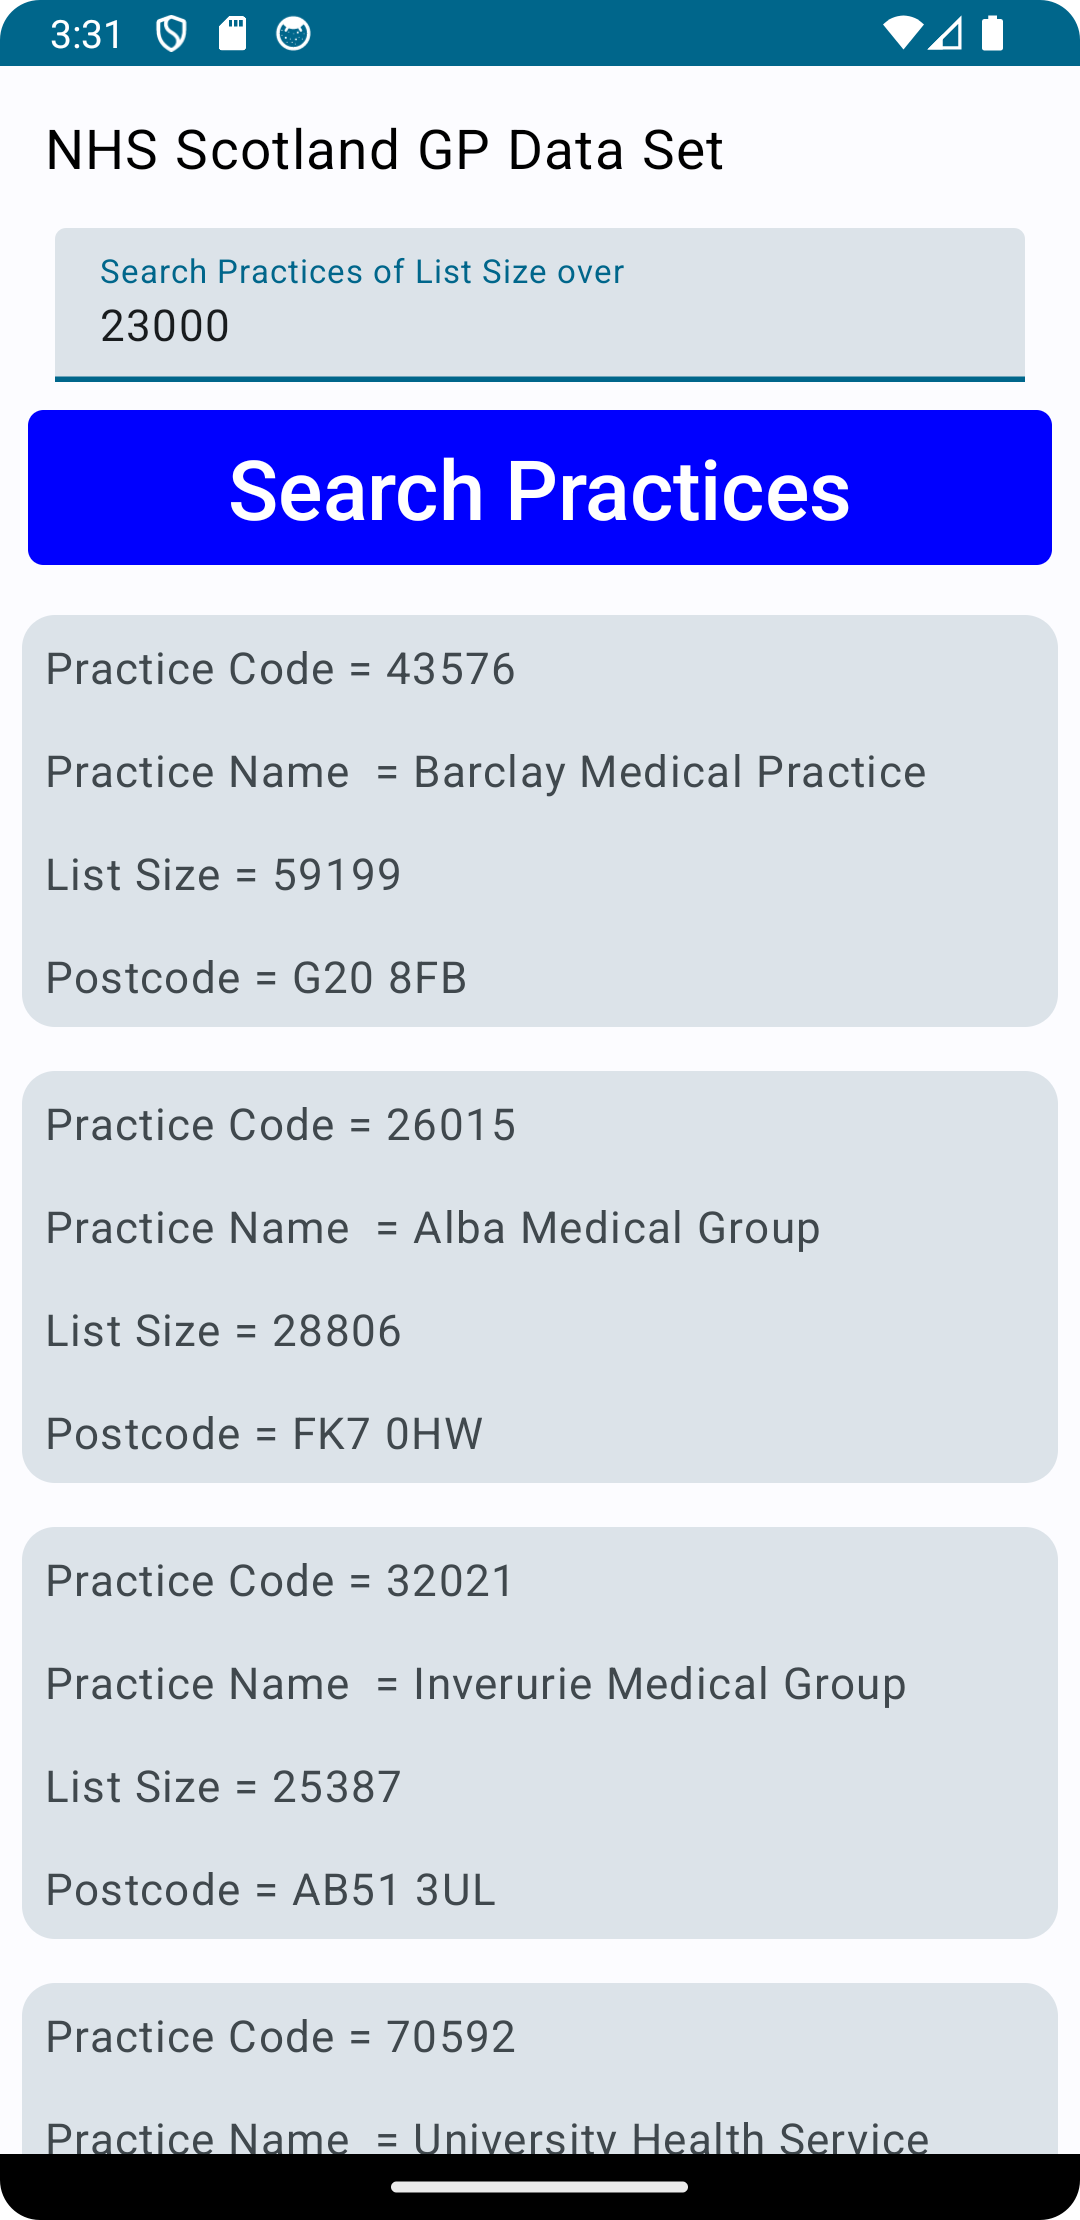 3:31
NHS Scotland GP Data Set
Search Practices of List Size over
23000
Search Practices
Practice Code = 43576
Practice Name  = Barclay Medical Practice
List Size = 59199
Postcode = G20 8FB
Practice Code = 26015
Practice Name  = Alba Medical Group
List Size = 28806
Postcode = FK7 0HW
Practice Code = 32021
Practice Name  = Inverurie Medical Group
List Size = 25387
Postcode = AB51 3UL
Practice Code = 70592
Practice Name  = University Health Service